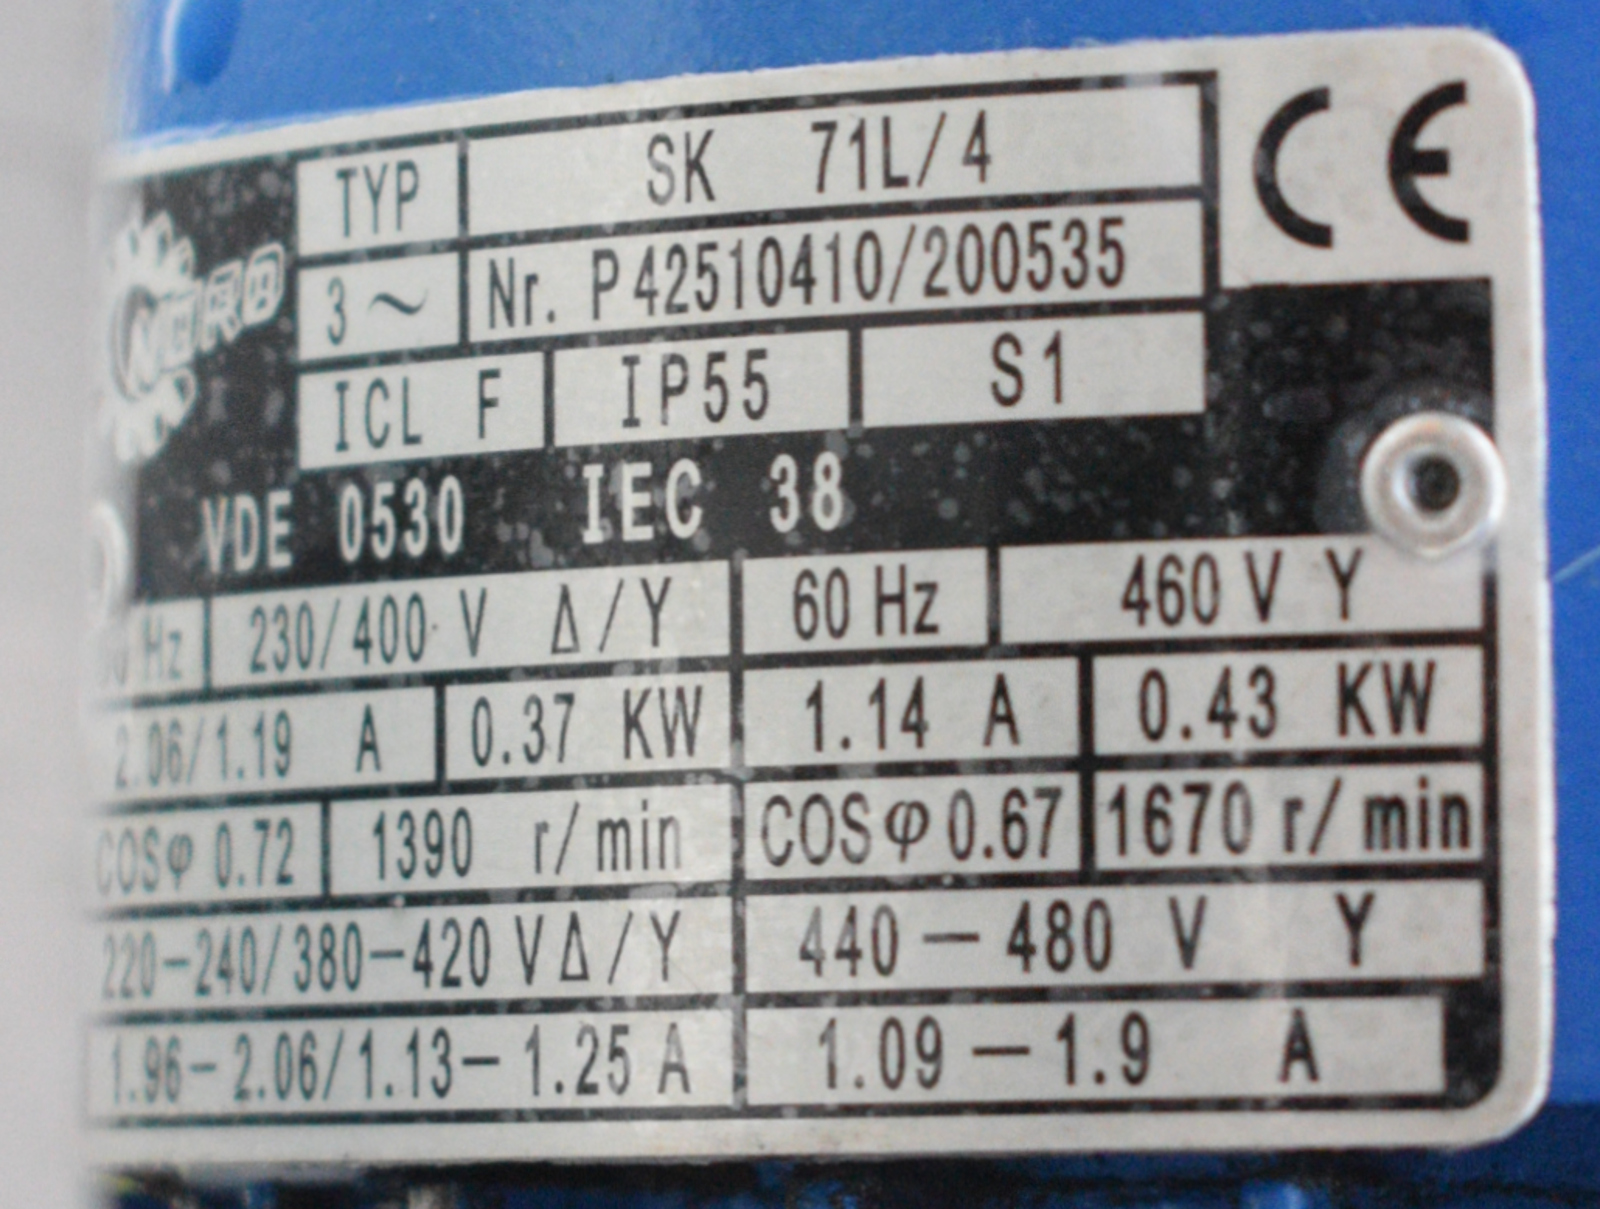 TYP SK 71L/4 CE
NORD 3~ Nr. P42510410/200535
ICL F IP55 S1
VDE 0530 IEC 38
Hz 230/400 V Δ/Y 60 Hz 460 V Y
2.06/1.19 A 0.37 KW 1.14 A 0.43 KW
COSφ 0.72 1390 r/min COSφ 0.67 1670 r/min
220-240/380-420 V Δ/Y 440-480 V Y
1.96-2.06/1.13-1.25 A 1.09-1.9 A